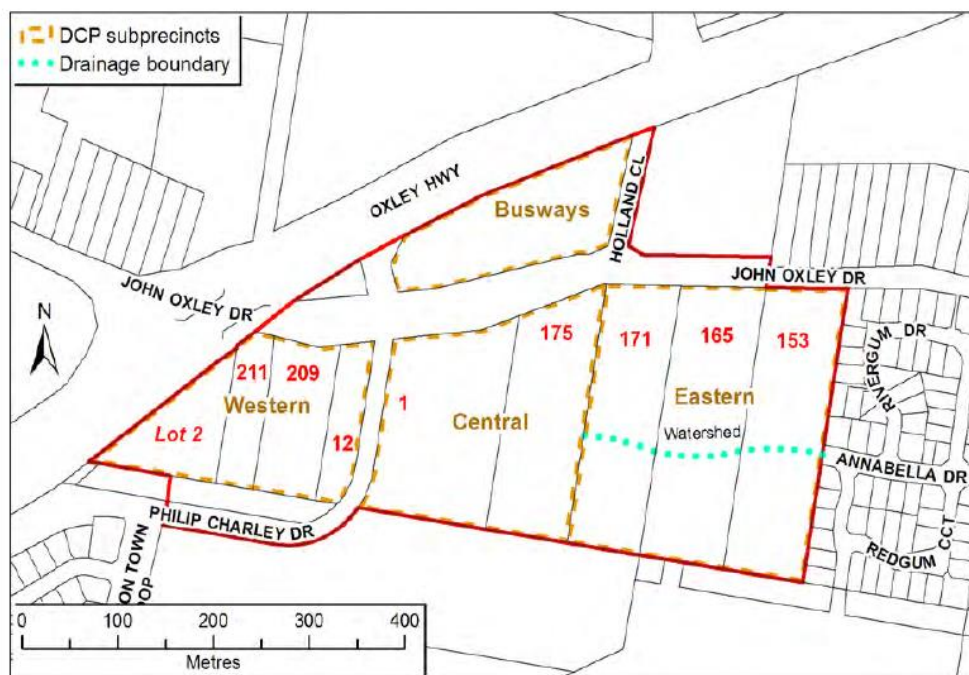 DCP subprecincts
Drainage boundary
OXLEY HWY
Busways
HOLLAND CL
JOHN OXLEY DR
JOHN OXLEY DR
N
175
171
165
153
RIVERGUM DR
211
209
Western
1
Central
Eastern
Lot 2
12
Watershed
ANNABELLA DR
PHILIP CHARLEY DR
REDGUM CCT
ON TOWN
OOP
0 100 200 300 400
Metres